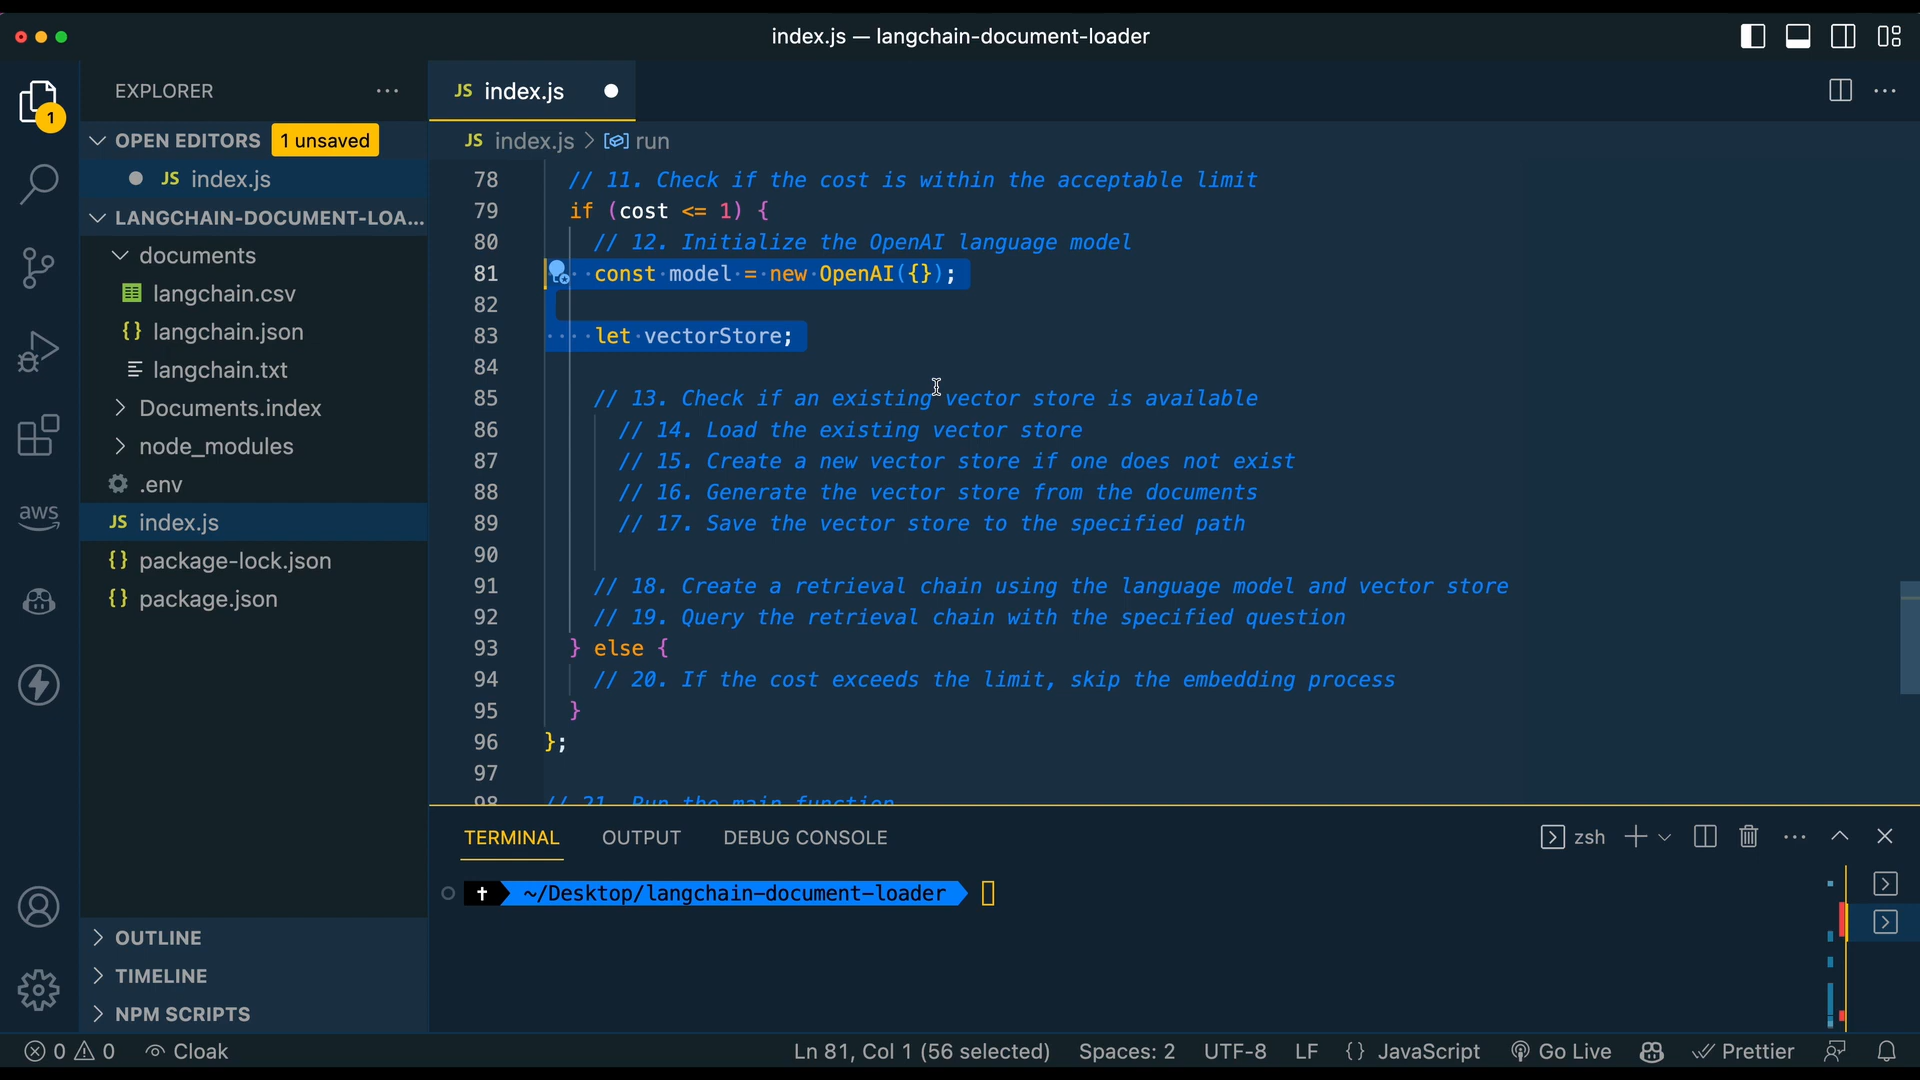 index.js — langchain-document-loader
EXPLORER
1
OPEN EDITORS 1 unsaved
JS index.js
LANGCHAIN-DOCUMENT-LOA...
documents
langchain.csv
{} langchain.json
langchain.txt
Documents.index
node_modules
.env
JS index.js
{} package-lock.json
{} package.json
aws
OUTLINE
TIMELINE
NPM SCRIPTS
JS index.js
JS index.js > run
78 // 11. Check if the cost is within the acceptable limit
79 if (cost <= 1) {
80 // 12. Initialize the OpenAI language model
81 const model = new OpenAI({});
82
83 let vectorStore;
84
85 // 13. Check if an existing vector store is available
86 // 14. Load the existing vector store
87 // 15. Create a new vector store if one does not exist
88 // 16. Generate the vector store from the documents
89 // 17. Save the vector store to the specified path
90
91 // 18. Create a retrieval chain using the language model and vector store
92 // 19. Query the retrieval chain with the specified question
93 } else {
94 // 20. If the cost exceeds the limit, skip the embedding process
95 }
96 };
97
98 // 21. Run the main function
TERMINAL OUTPUT DEBUG CONSOLE zsh
~/Desktop/langchain-document-loader
0 0 Cloak Ln 81, Col 1 (56 selected) Spaces: 2 UTF-8 LF {} JavaScript Go Live Prettier